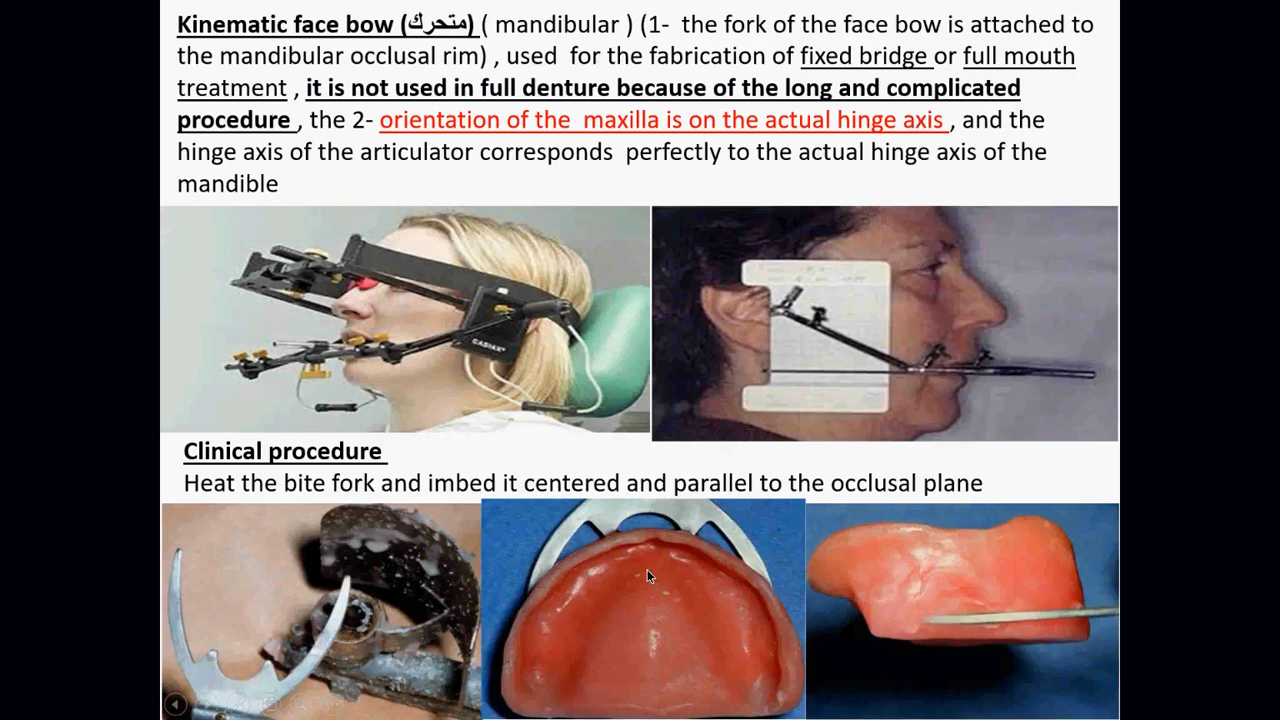 Kinematic face bow (متحرك) ( mandibular ) (1- the fork of the face bow is attached to
the mandibular occlusal rim) , used for the fabrication of fixed bridge or full mouth
treatment , it is not used in full denture because of the long and complicated
procedure , the 2- orientation of the maxilla is on the actual hinge axis , and the
hinge axis of the articulator corresponds perfectly to the actual hinge axis of the
mandible
CADIAX
Clinical procedure
Heat the bite fork and imbed it centered and parallel to the occlusal plane